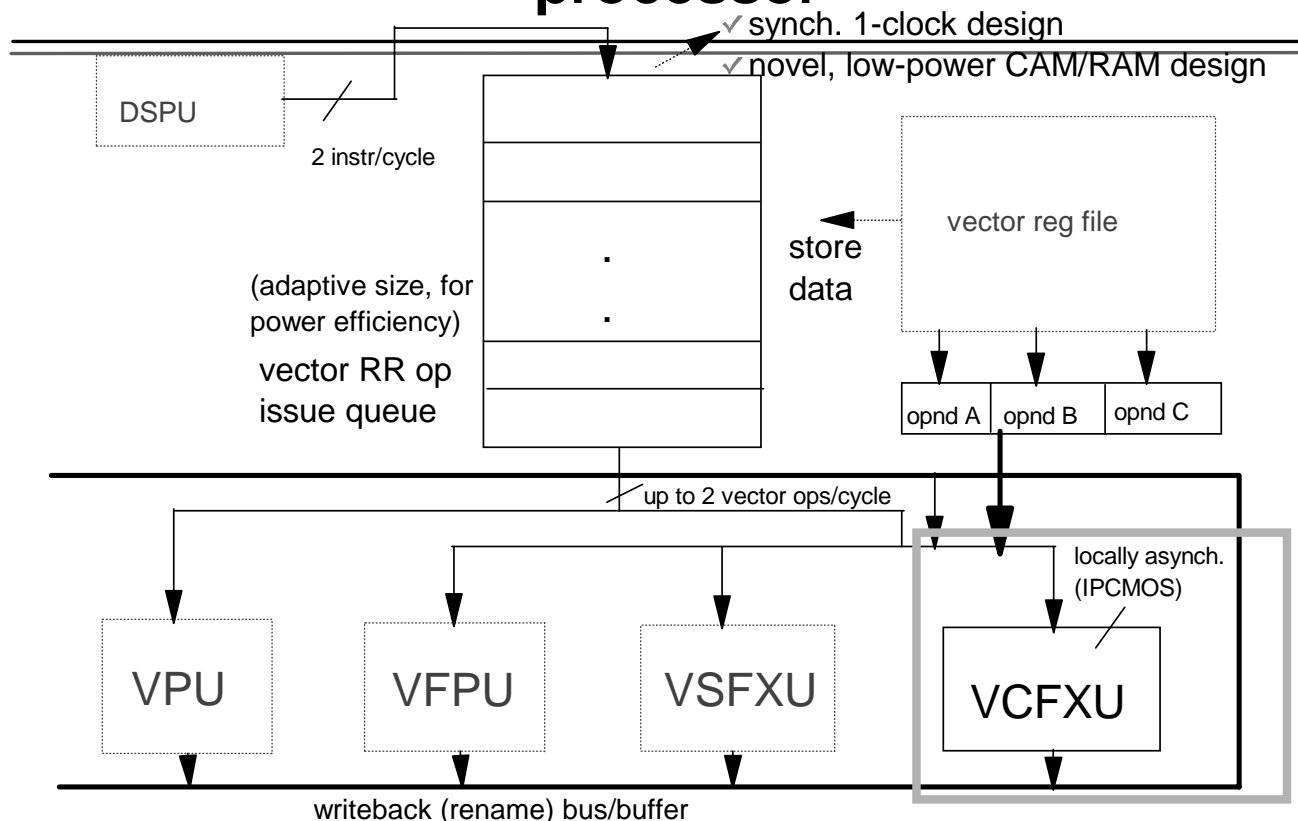 processor
✓ synch. 1-clock design
✓ novel, low-power CAM/RAM design
DSPU
2 instr/cycle
vector reg file
store
data
.
.
(adaptive size, for
power efficiency)
vector RR op
issue queue
opnd A
opnd B
opnd C
up to 2 vector ops/cycle
locally asynch.
(IPCMOS)
VPU
VFPU
VSFXU
VCFXU
writeback (rename) bus/buffer